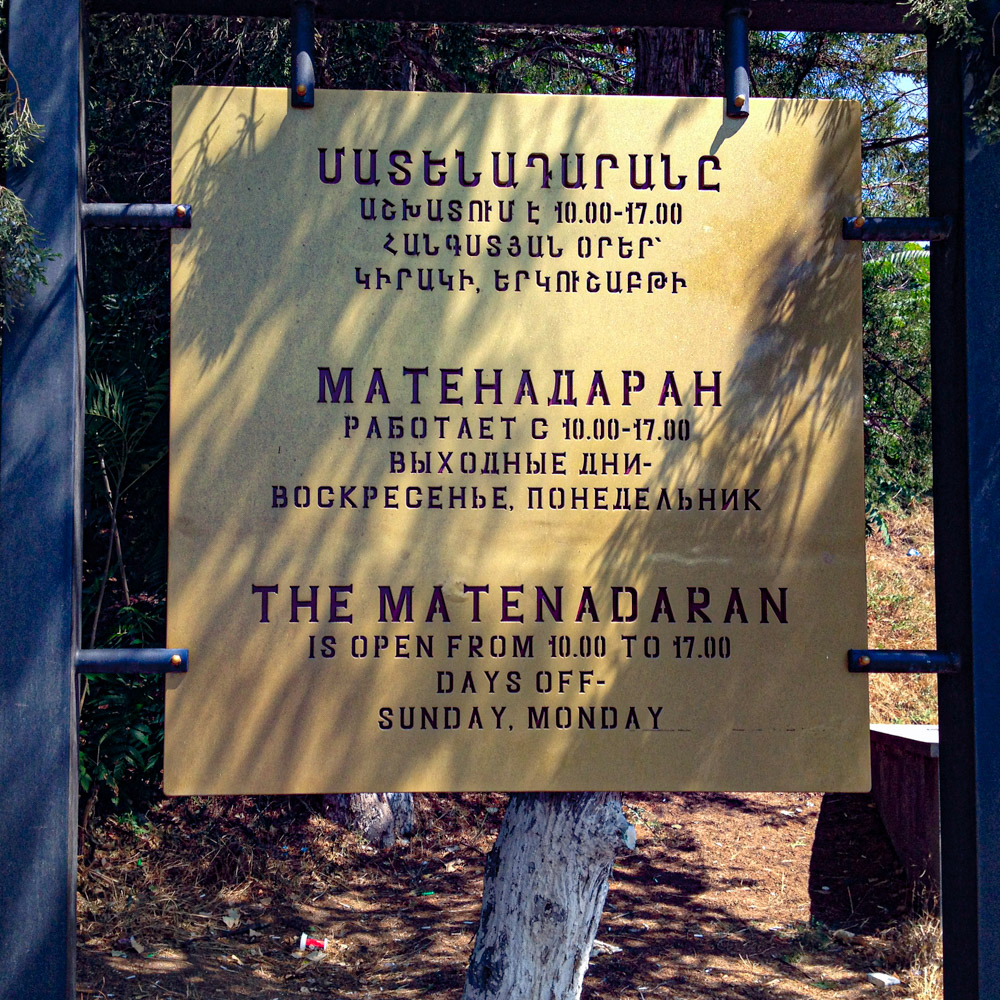 ՄԱՏԵՆԱԴԱՐԱՆԸ
ԱՇԽԱՏՈՒՄ Է 10.00-17.00
ՀԱՆԳՍՏՅԱՆ ՕՐԵՐ՝
ԿԻՐԱԿԻ, ԵՐԿՈՒՇԱԲԹԻ
МАТЕНАДАРАН
РАБОТАЕТ С 10.00-17.00
ВЫХОДНЫЕ ДНИ-
ВОСКРЕСЕНЬЕ, ПОНЕДЕЛЬНИК
THE MATENADARAN
IS OPEN FROM 10.00 TO 17.00
DAYS OFF-
SUNDAY, MONDAY